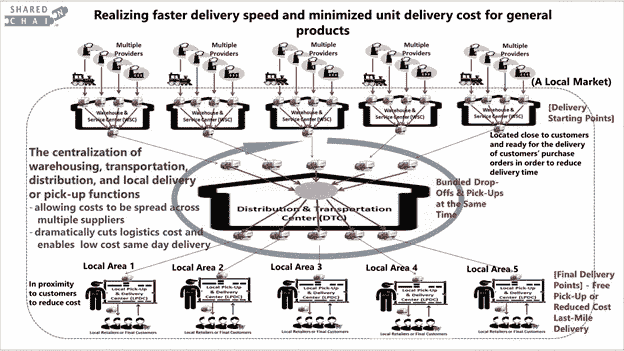 SHARED
CHAIN
Realizing faster delivery speed and minimized unit delivery cost for general
products
Multiple
Providers
Multiple
Providers
Multiple
Providers
Multiple
Providers
Multiple
Providers
(A Local Market)
Warehouse &
Service Center (WSC)
Warehouse &
Service Center (WSC)
Warehouse &
Service Center (WSC)
Warehouse &
Service Center (WSC)
Warehouse &
Service Center (WSC)
[Delivery
Starting Points]
Located close to customers
and ready for the delivery
of customers' purchase
orders in order to reduce
delivery time
The centralization of
warehousing, transportation,
distribution, and local delivery
or pick-up functions
- allowing costs to be spread across
multiple suppliers
- dramatically cuts logistics cost and
enables low cost same day delivery
Distribution & Transportation
Center (DTC)
Bundled Drop-
Offs & Pick-Ups
at the Same
Time
Local Area 1
Local Area 2
Local Area 3
Local Area 4
Local Area 5
In proximity
to customers
to reduce cost
Local Pick-Up
& Delivery
Center (LPDC)
Local Pick-Up
& Delivery
Center (LPDC)
Local Pick-Up
& Delivery
Center (LPDC)
Local Pick-Up
& Delivery
Center (LPDC)
Local Pick-Up
& Delivery
Center (LPDC)
Local Retailers or Final Customers
Local Retailers or Final Customers
Local Retailers or Final Customers
Local Retailers or Final Customers
Local Retailers or Final Customers
[Final Delivery
Points] - Free
Pick-Up or
Reduced Cost
Last-Mile
Delivery